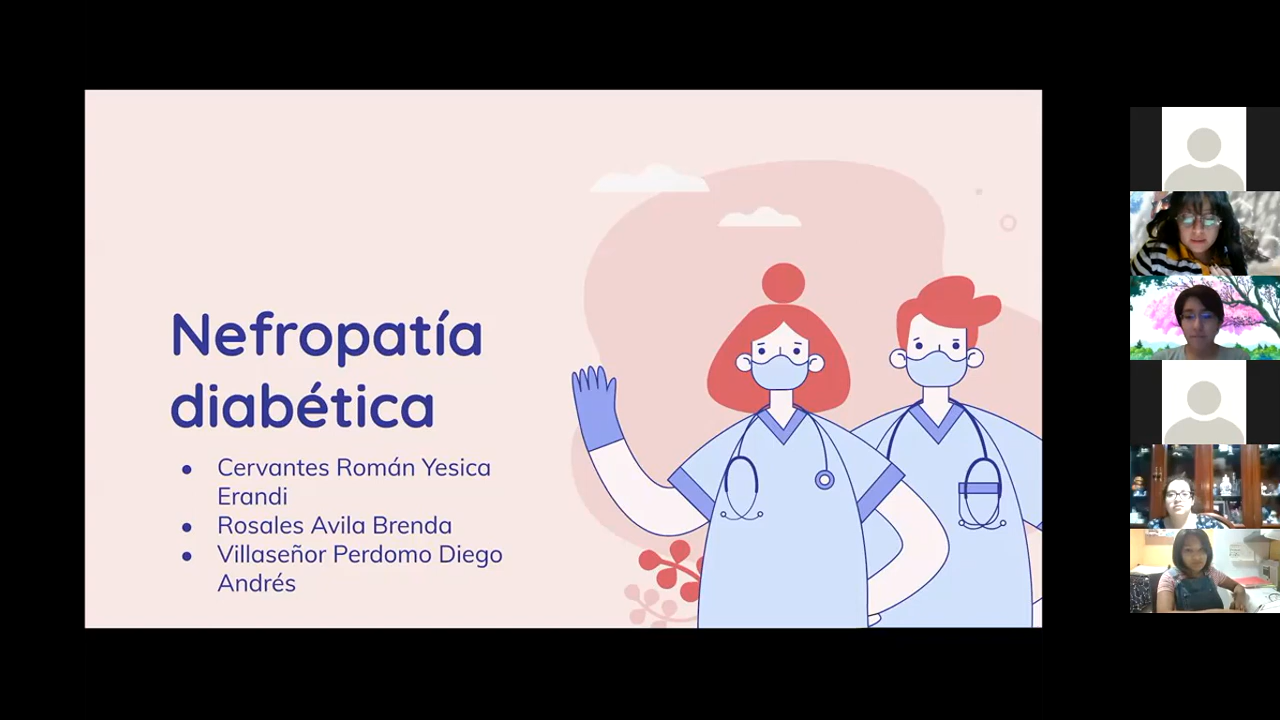 Nefropatía
diabética
● Cervantes Román Yesica
Erandi
● Rosales Avila Brenda
● Villaseñor Perdomo Diego
Andrés